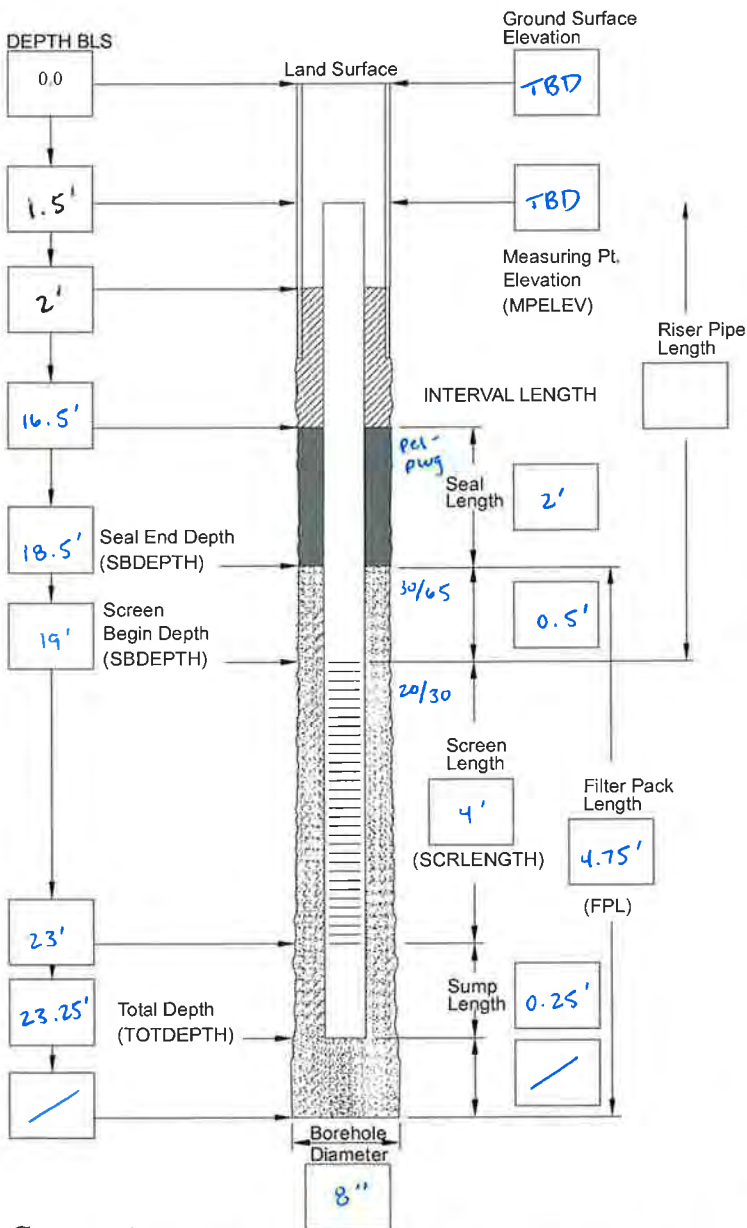 DEPTH BLS
0.0
1.5'
2'
16.5'
18.5'
19'
23'
23.25'
Land Surface
Ground Surface
Elevation
TBD
TBD
Measuring Pt.
Elevation
(MPELEV)
Riser Pipe
Length
INTERVAL LENGTH
pel-
plug
Seal
Length
2'
Seal End Depth
(SBDEPTH)
30/65
0.5'
Screen
Begin Depth
(SBDEPTH)
20/30
Screen
Length
4'
(SCRLENGTH)
Filter Pack
Length
4.75'
(FPL)
Sump
Length
0.25'
Total Depth
(TOTDEPTH)
Borehole
Diameter
8"